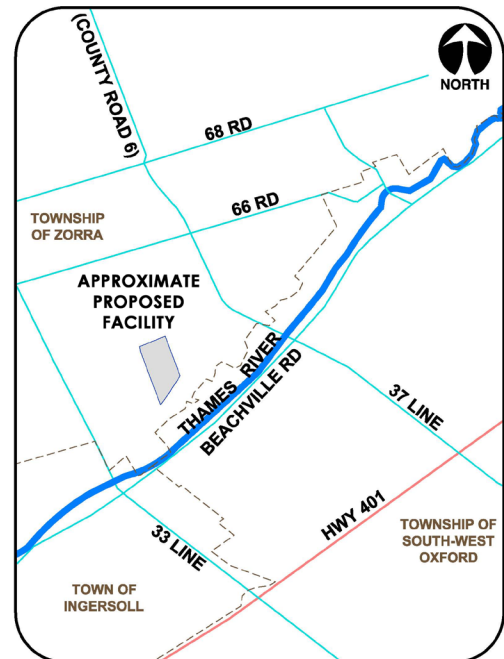 (COUNTY ROAD 6)
NORTH
68 RD
66 RD
TOWNSHIP
OF ZORRA
APPROXIMATE
PROPOSED
FACILITY
THAMES RIVER
BEACHVILLE RD
37 LINE
HWY 401
TOWNSHIP OF
SOUTH-WEST
OXFORD
33 LINE
TOWN OF
INGERSOLL